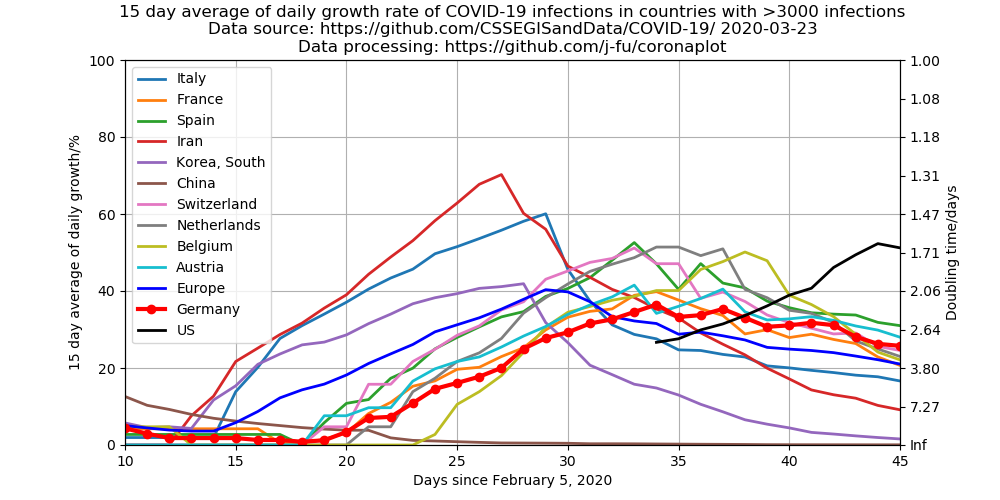 15 day average of daily growth rate of COVID-19 infections in countries with >3000 infections
Data source: https://github.com/CSSEGISandData/COVID-19/ 2020-03-23
Data processing: https://github.com/j-fu/coronaplot
15 day average of daily growth/%
100
80
60
40
20
0
Italy
France
Spain
Iran
Korea, South
China
Switzerland
Netherlands
Belgium
Austria
Europe
Germany
US
1.00
1.08
1.18
1.31
1.47
1.71
2.06
2.64
3.80
7.27
Inf
Doubling time/days
10 15 20 25 30 35 40 45
Days since February 5, 2020